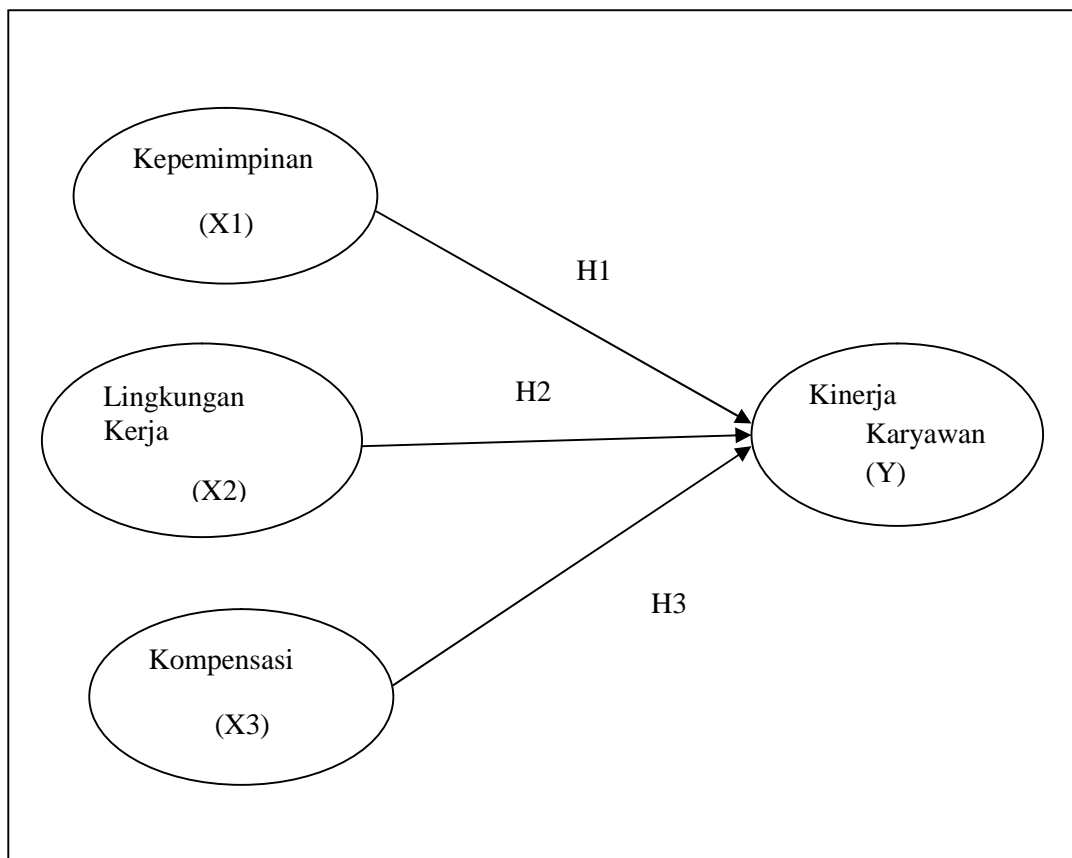 Kepemimpinan
(X1)
H1
Lingkungan
Kerja
(X2)
H2
Kinerja
Karyawan
(Y)
H3
Kompensasi
(X3)